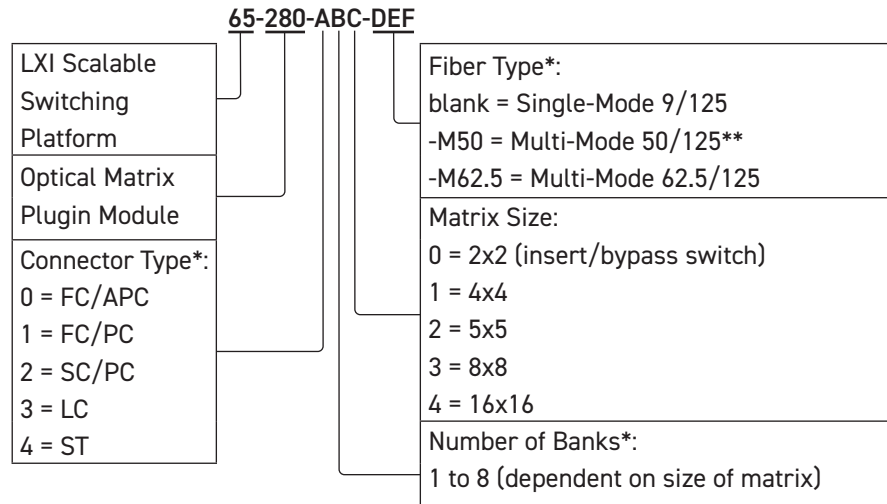 65-280-ABC-DEF
LXI Scalable
Switching
Platform
Optical Matrix
Plugin Module
Connector Type*:
0 = FC/APC
1 = FC/PC
2 = SC/PC
3 = LC
4 = ST
Fiber Type*:
blank = Single-Mode 9/125
-M50 = Multi-Mode 50/125**
-M62.5 = Multi-Mode 62.5/125
Matrix Size:
0 = 2x2 (insert/bypass switch)
1 = 4x4
2 = 5x5
3 = 8x8
4 = 16x16
Number of Banks*:
1 to 8 (dependent on size of matrix)